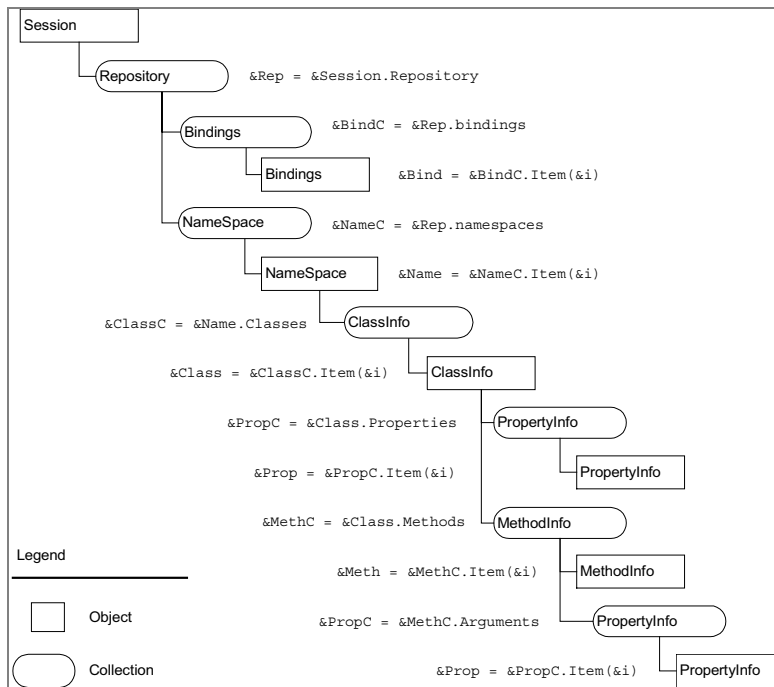 Session
Repository &Rep = &Session.Repository
&BindC = &Rep.bindings
Bindings
Bindings &Bind = &BindC.Item(&i)
NameSpace &NameC = &Rep.namespaces
NameSpace &Name = &NameC.Item(&i)
&ClassC = &Name.Classes ClassInfo
&Class = &ClassC.Item(&i) ClassInfo
&PropC = &Class.Properties PropertyInfo
&Prop = &PropC.Item(&i) PropertyInfo
&MethC = &Class.Methods MethodInfo
Legend
&Meth = &MethC.Item(&i) MethodInfo
Object
&PropC = &MethC.Arguments PropertyInfo
Collection
&Prop = &PropC.Item(&i) PropertyInfo